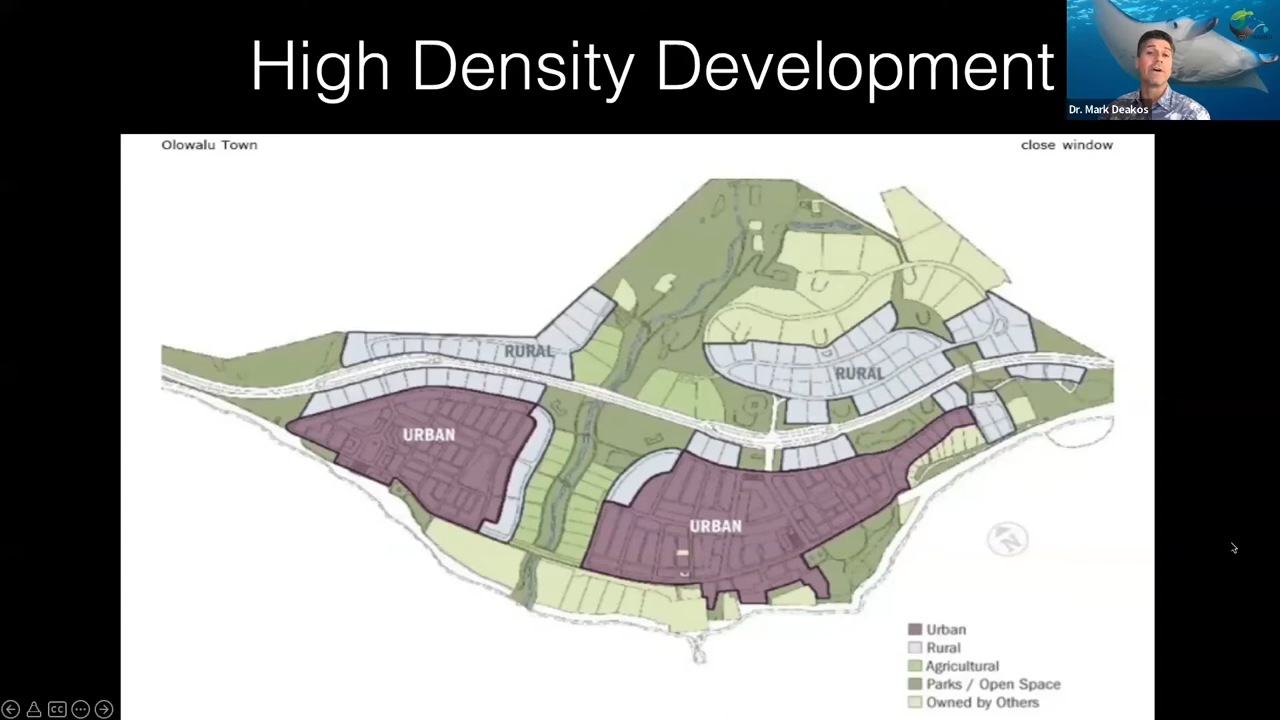 High Density Development
Dr. Mark Deakos
Olowalu Town
close window
RURAL
RURAL
URBAN
URBAN
N
Urban
Rural
Agricultural
Parks / Open Space
Owned by Others
CC